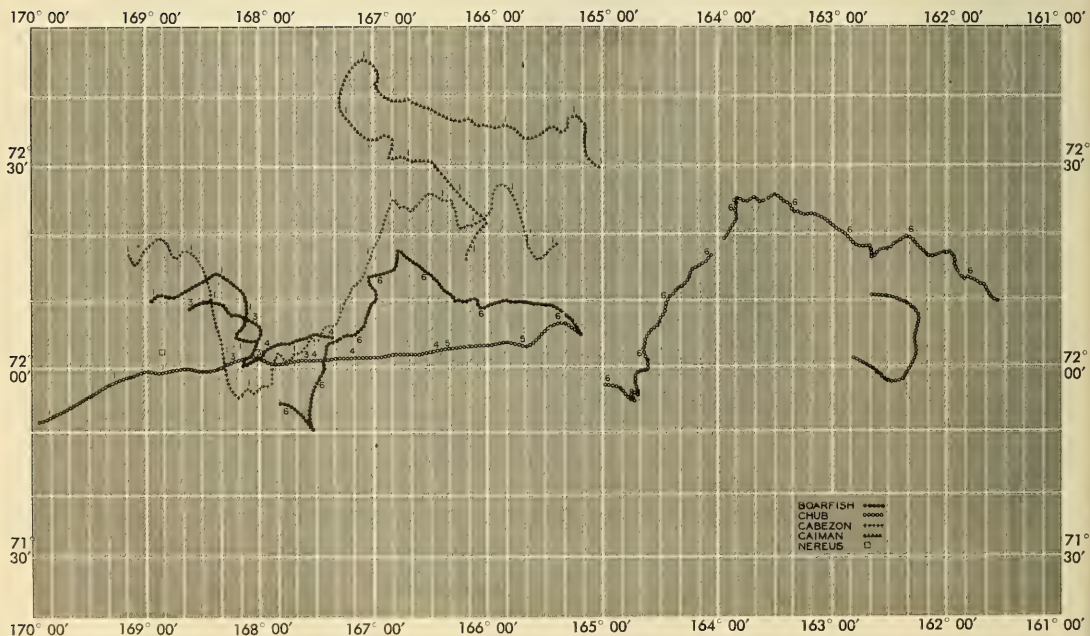 170° 00' 169° 00' 168° 00' 167° 00' 166° 00' 165° 00' 164° 00' 163° 00' 162° 00' 161° 00'
72° 30' 72° 30'
72° 00' 72° 00'
71° 30' 71° 30'
BOARFISH
CHUB
CABEZON
CAIMAN
NEREUS
170° 00' 169° 00' 168° 00' 167° 00' 166° 00' 165° 00' 164° 00' 163° 00' 162° 00' 161° 00'